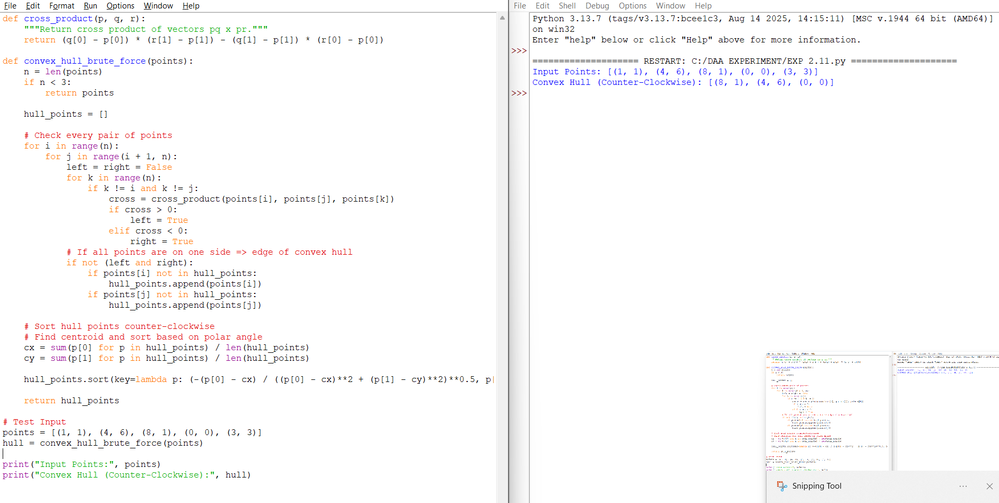 File Edit Format Run Options Window Help
def cross_product(p, q, r):
    """Return cross product of vectors pq x pr."""
    return (q[0] - p[0]) * (r[1] - p[1]) - (q[1] - p[1]) * (r[0] - p[0])
def convex_hull_brute_force(points):
    n = len(points)
    if n < 3:
        return points
    hull_points = []
    # Check every pair of points
    for i in range(n):
        for j in range(i + 1, n):
            left = right = False
            for k in range(n):
                if k != i and k != j:
                    cross = cross_product(points[i], points[j], points[k])
                    if cross > 0:
                        left = True
                    elif cross < 0:
                        right = True
            # If all points are on one side => edge of convex hull
            if not (left and right):
                if points[i] not in hull_points:
                    hull_points.append(points[i])
                if points[j] not in hull_points:
                    hull_points.append(points[j])
    # Sort hull points counter-clockwise
    # Find centroid and sort based on polar angle
    cx = sum(p[0] for p in hull_points) / len(hull_points)
    cy = sum(p[1] for p in hull_points) / len(hull_points)
    hull_points.sort(key=lambda p: (-(p[0] - cx) / ((p[0] - cx)**2 + (p[1] - cy)**2)**0.5, p
    return hull_points
# Test Input
points = [(1, 1), (4, 6), (8, 1), (0, 0), (3, 3)]
hull = convex_hull_brute_force(points)
print("Input Points:", points)
print("Convex Hull (Counter-Clockwise):", hull)
File Edit Shell Debug Options Window Help
Python 3.13.7 (tags/v3.13.7:bcee1c3, Aug 14 2025, 14:15:11) [MSC v.1944 64 bit (AMD64)]
on win32
Enter "help" below or click "Help" above for more information.
>>>
==================== RESTART: C:/DAA EXPERIMENT/EXP 2.11.py ====================
Input Points: [(1, 1), (4, 6), (8, 1), (0, 0), (3, 3)]
Convex Hull (Counter-Clockwise): [(8, 1), (4, 6), (0, 0)]
>>>
Snipping Tool